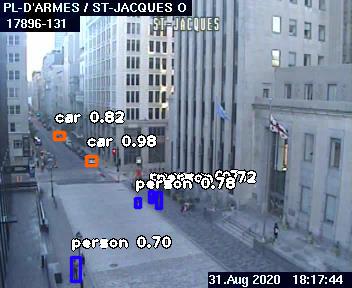 PL-D'ARMES / ST-JACQUES O
17896-131
ST-JACQUES
car 0.82
car 0.98
person 0.78
person 0.70
31.Aug 2020 18:17:44